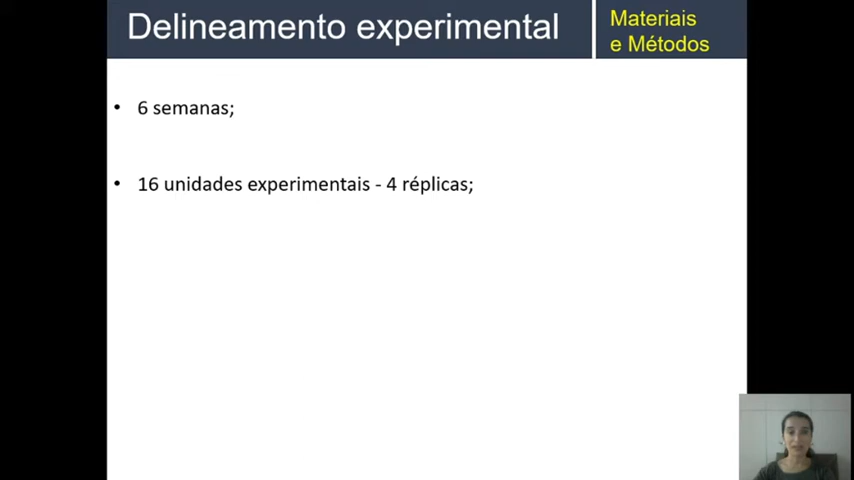 Delineamento experimental
Materiais
e Métodos
• 6 semanas;
• 16 unidades experimentais - 4 réplicas;